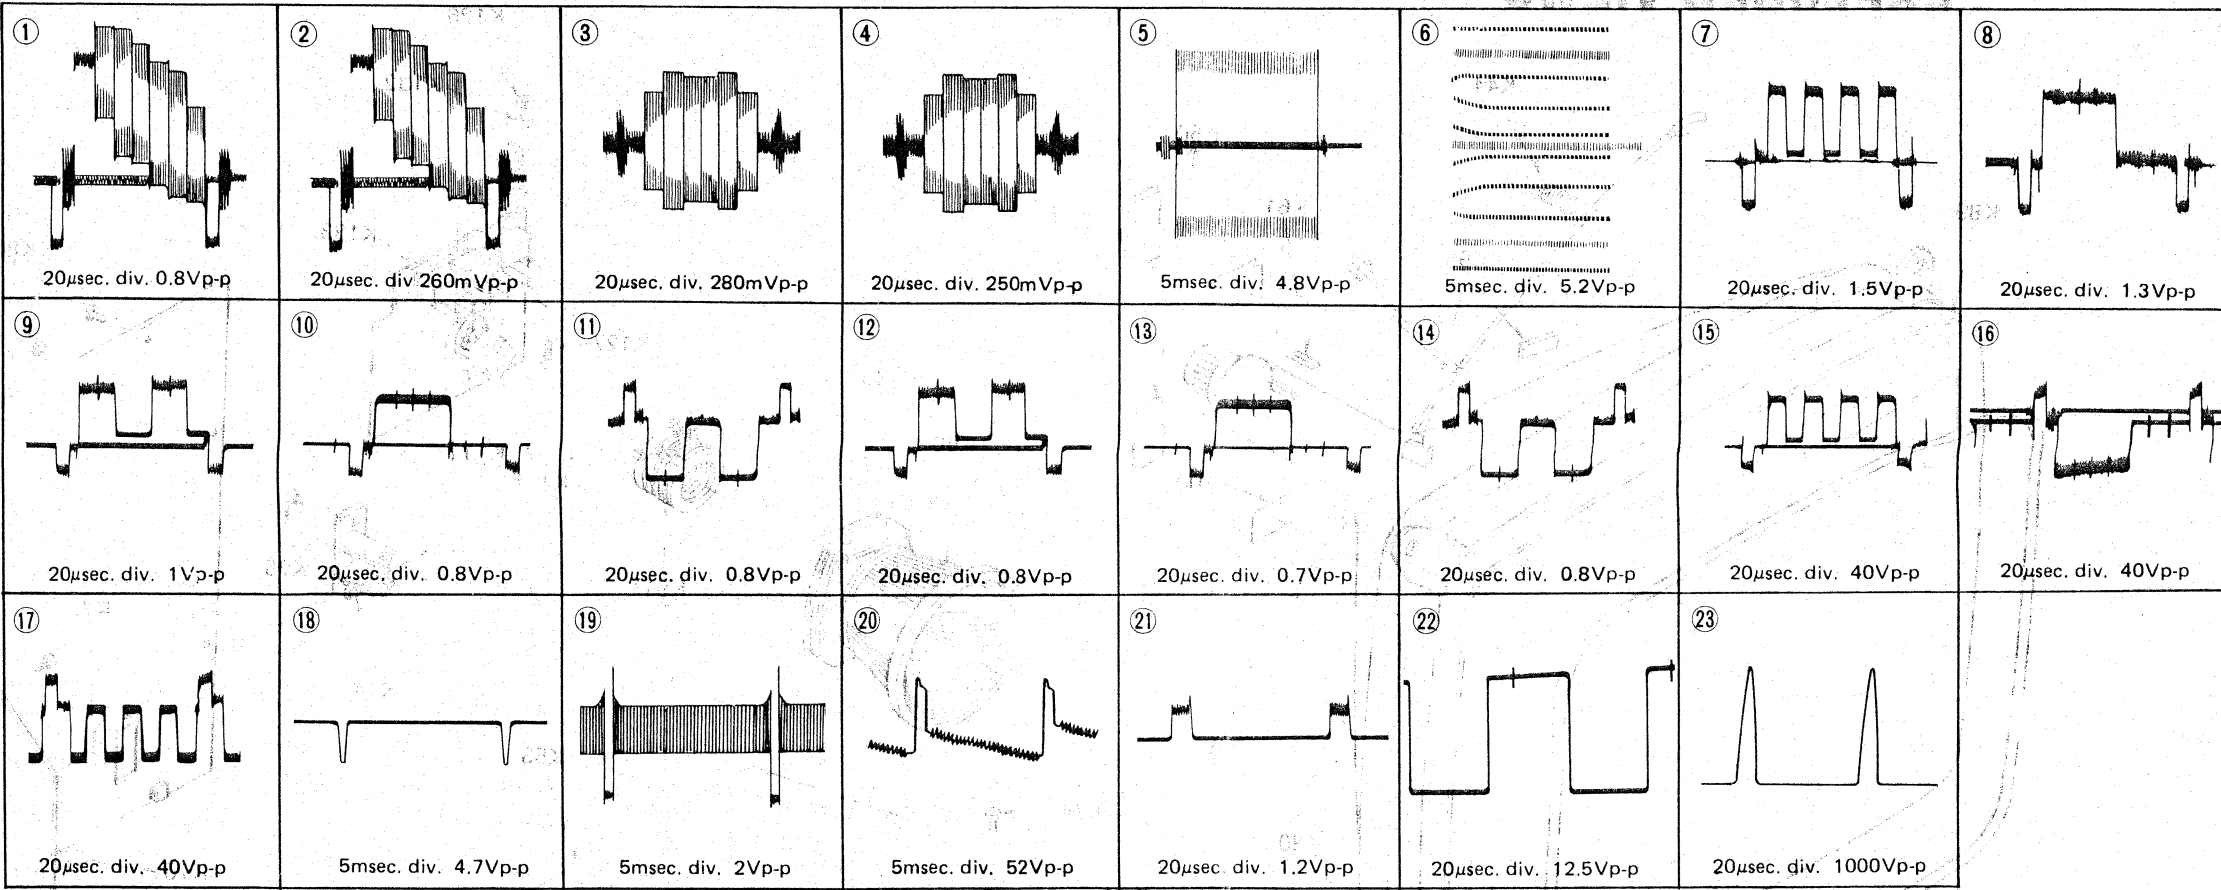 ① ② ③ ④ ⑤ ⑥ ⑦ ⑧
20μsec. div. 0.8Vp-p 20μsec. div 260mVp-p 20μsec. div. 280mVp-p 20μsec. div. 250mVp-p 5msec. div. 4.8Vp-p 5msec. div. 5.2Vp-p 20μsec. div. 1.5Vp-p 20μsec. div. 1.3Vp-p
⑨ ⑩ ⑪ ⑫ ⑬ ⑭ ⑮ ⑯
20μsec. div. 1Vp-p 20μsec. div. 0.8Vp-p 20μsec. div. 0.8Vp-p 20μsec. div. 0.8Vp-p 20μsec. div. 0.7Vp-p 20μsec. div. 0.8Vp-p 20μsec. div. 40Vp-p 20μsec. div. 40Vp-p
⑰ ⑱ ⑲ ⑳ ㉑ ㉒ ㉓
20μsec. div. 40Vp-p 5msec. div. 4.7Vp-p 5msec. div. 2Vp-p 5msec. div. 52Vp-p 20μsec. div. 1.2Vp-p 20μsec. div. 12.5Vp-p 20μsec. div. 1000Vp-p